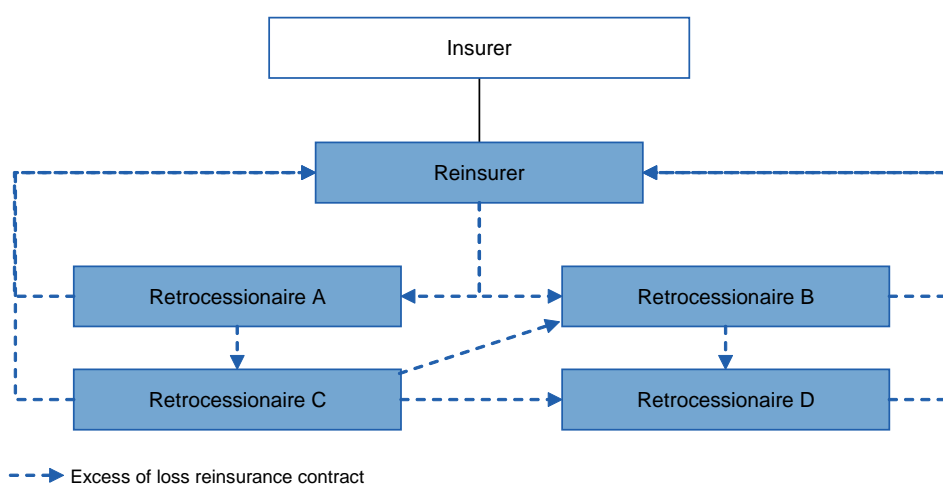 Insurer
Reinsurer
Retrocessionaire A
Retrocessionaire B
Retrocessionaire C
Retrocessionaire D
Excess of loss reinsurance contract